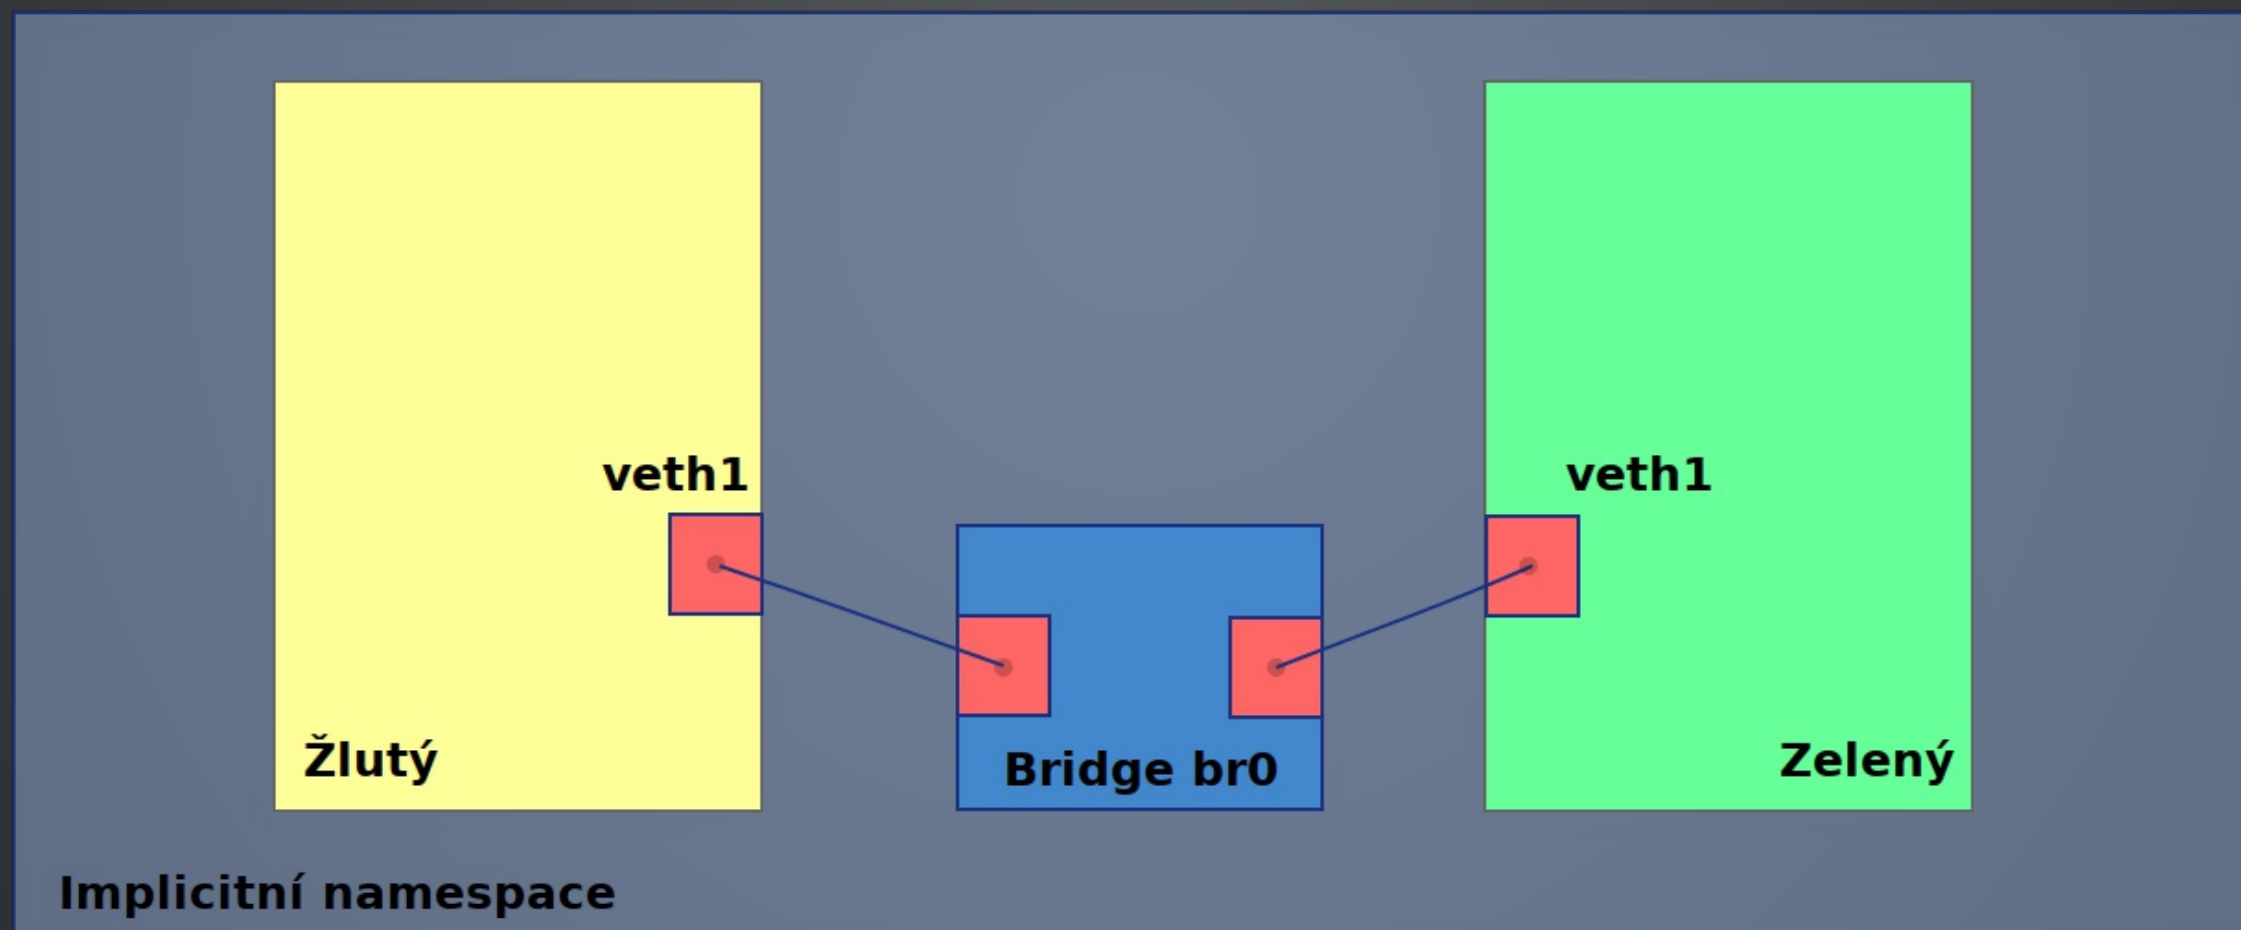 veth1
veth1
Žlutý
Bridge br0
Zelený
Implicitní namespace